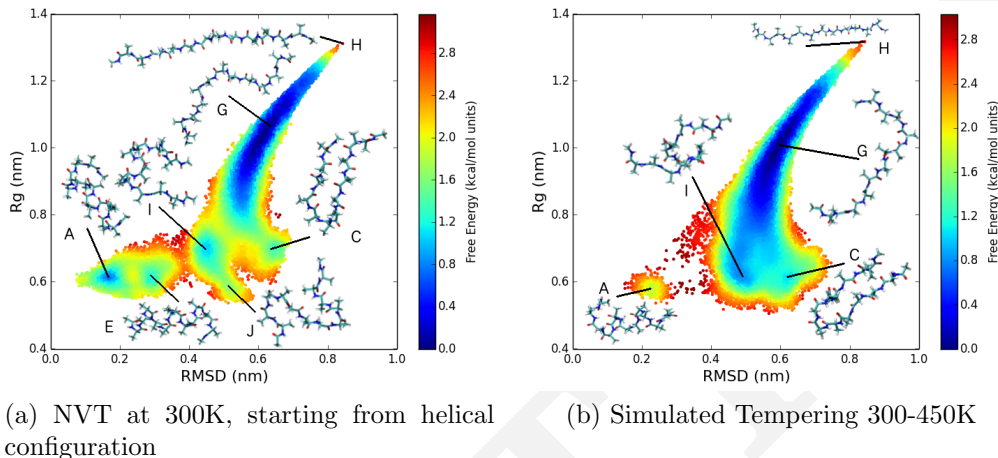 1.4
1.2
1.0
0.8
0.6
0.4
Rg (nm)
0.0 0.2 0.4 0.6 0.8 1.0
RMSD (nm)
H
G
I
A
C
E
J
2.8
2.4
2.0
1.6
1.2
0.8
0.4
0.0
Free Energy (kcal/mol units)
1.4
1.2
1.0
0.8
0.6
0.4
Rg (nm)
0.0 0.2 0.4 0.6 0.8 1.0
RMSD (nm)
H
G
I
C
A
2.8
2.4
2.0
1.6
1.2
0.8
0.4
0.0
Free Energy (kcal/mol units)
(a) NVT at 300K, starting from helical
configuration
(b) Simulated Tempering 300-450K